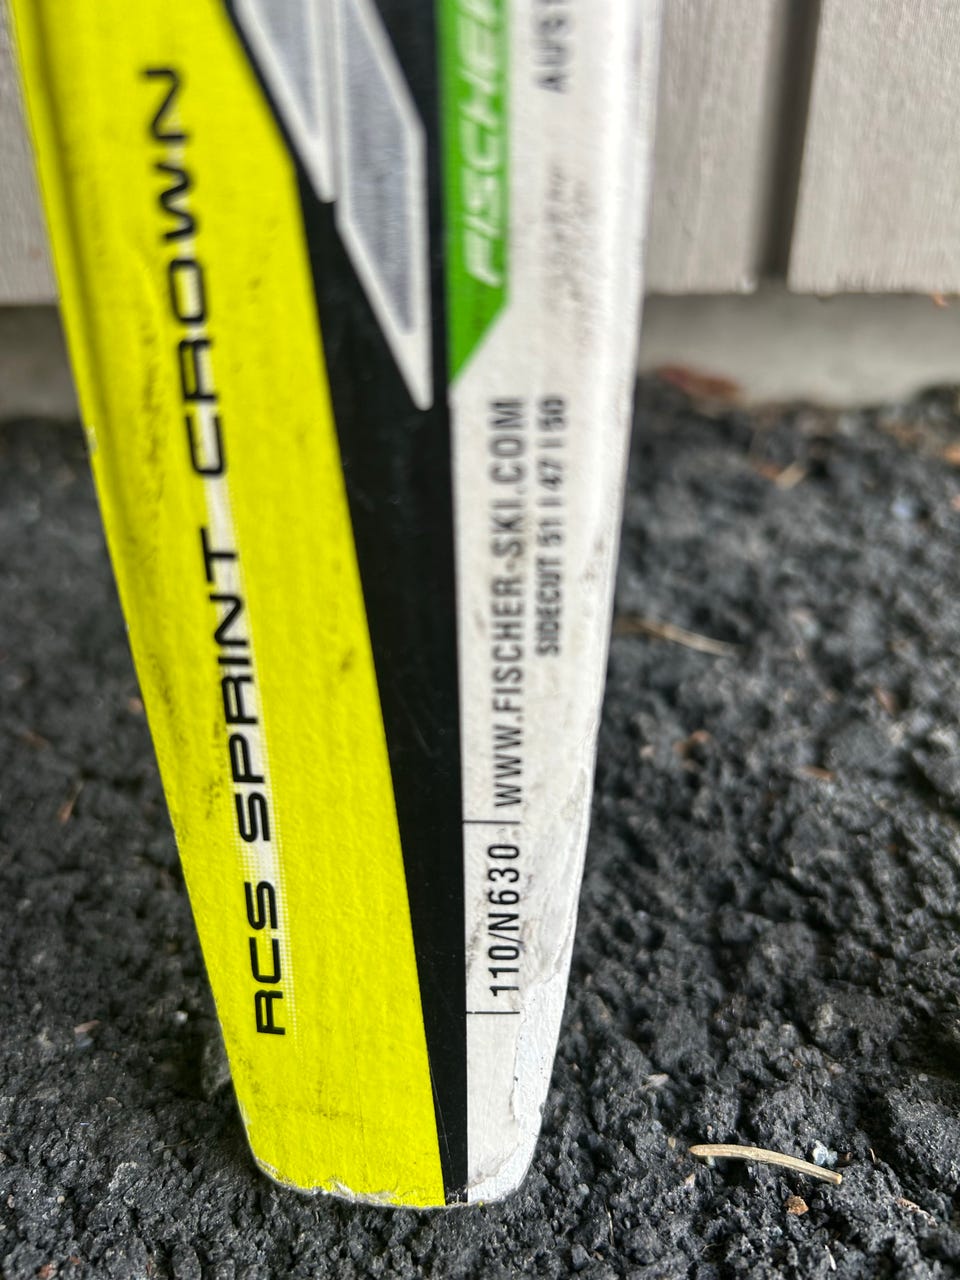 RCS SPRINT CROWN
FISCHER
110/N630
WWW.FISCHER-SKI.COM
SIDECUT 51 | 47 | 50